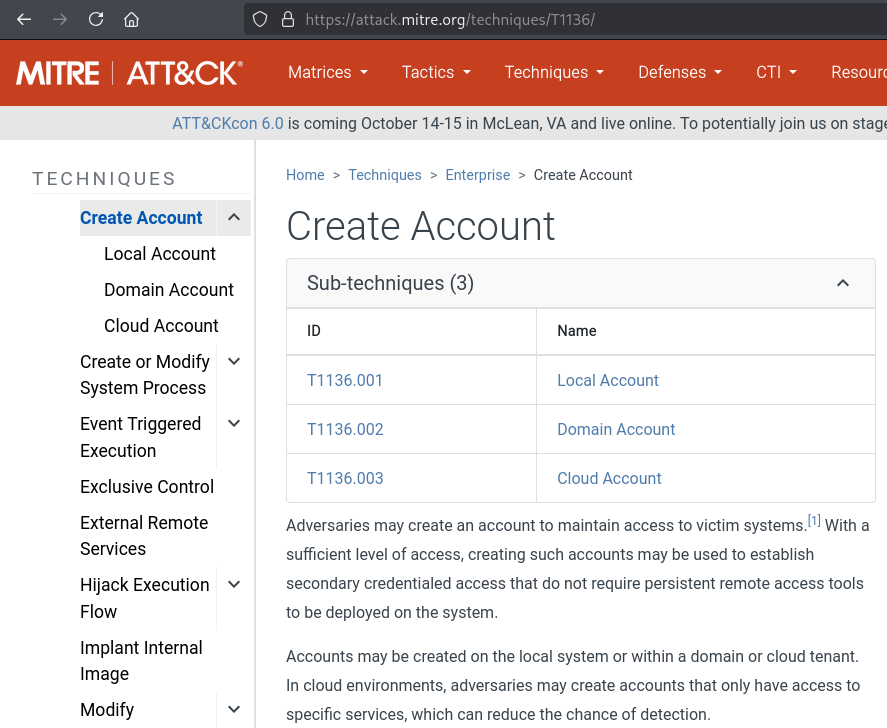 https://attack.mitre.org/techniques/T1136/
MITRE | ATT&CK®
Matrices Tactics Techniques Defenses CTI Resourc
ATT&CKcon 6.0 is coming October 14-15 in McLean, VA and live online. To potentially join us on stage
TECHNIQUES
Create Account
Local Account
Domain Account
Cloud Account
Create or Modify
System Process
Event Triggered
Execution
Exclusive Control
External Remote
Services
Hijack Execution
Flow
Implant Internal
Image
Modify
Home > Techniques > Enterprise > Create Account
Create Account
Sub-techniques (3)
ID Name
T1136.001 Local Account
T1136.002 Domain Account
T1136.003 Cloud Account
Adversaries may create an account to maintain access to victim systems.[1] With a
sufficient level of access, creating such accounts may be used to establish
secondary credentialed access that do not require persistent remote access tools
to be deployed on the system.
Accounts may be created on the local system or within a domain or cloud tenant.
In cloud environments, adversaries may create accounts that only have access to
specific services, which can reduce the chance of detection.